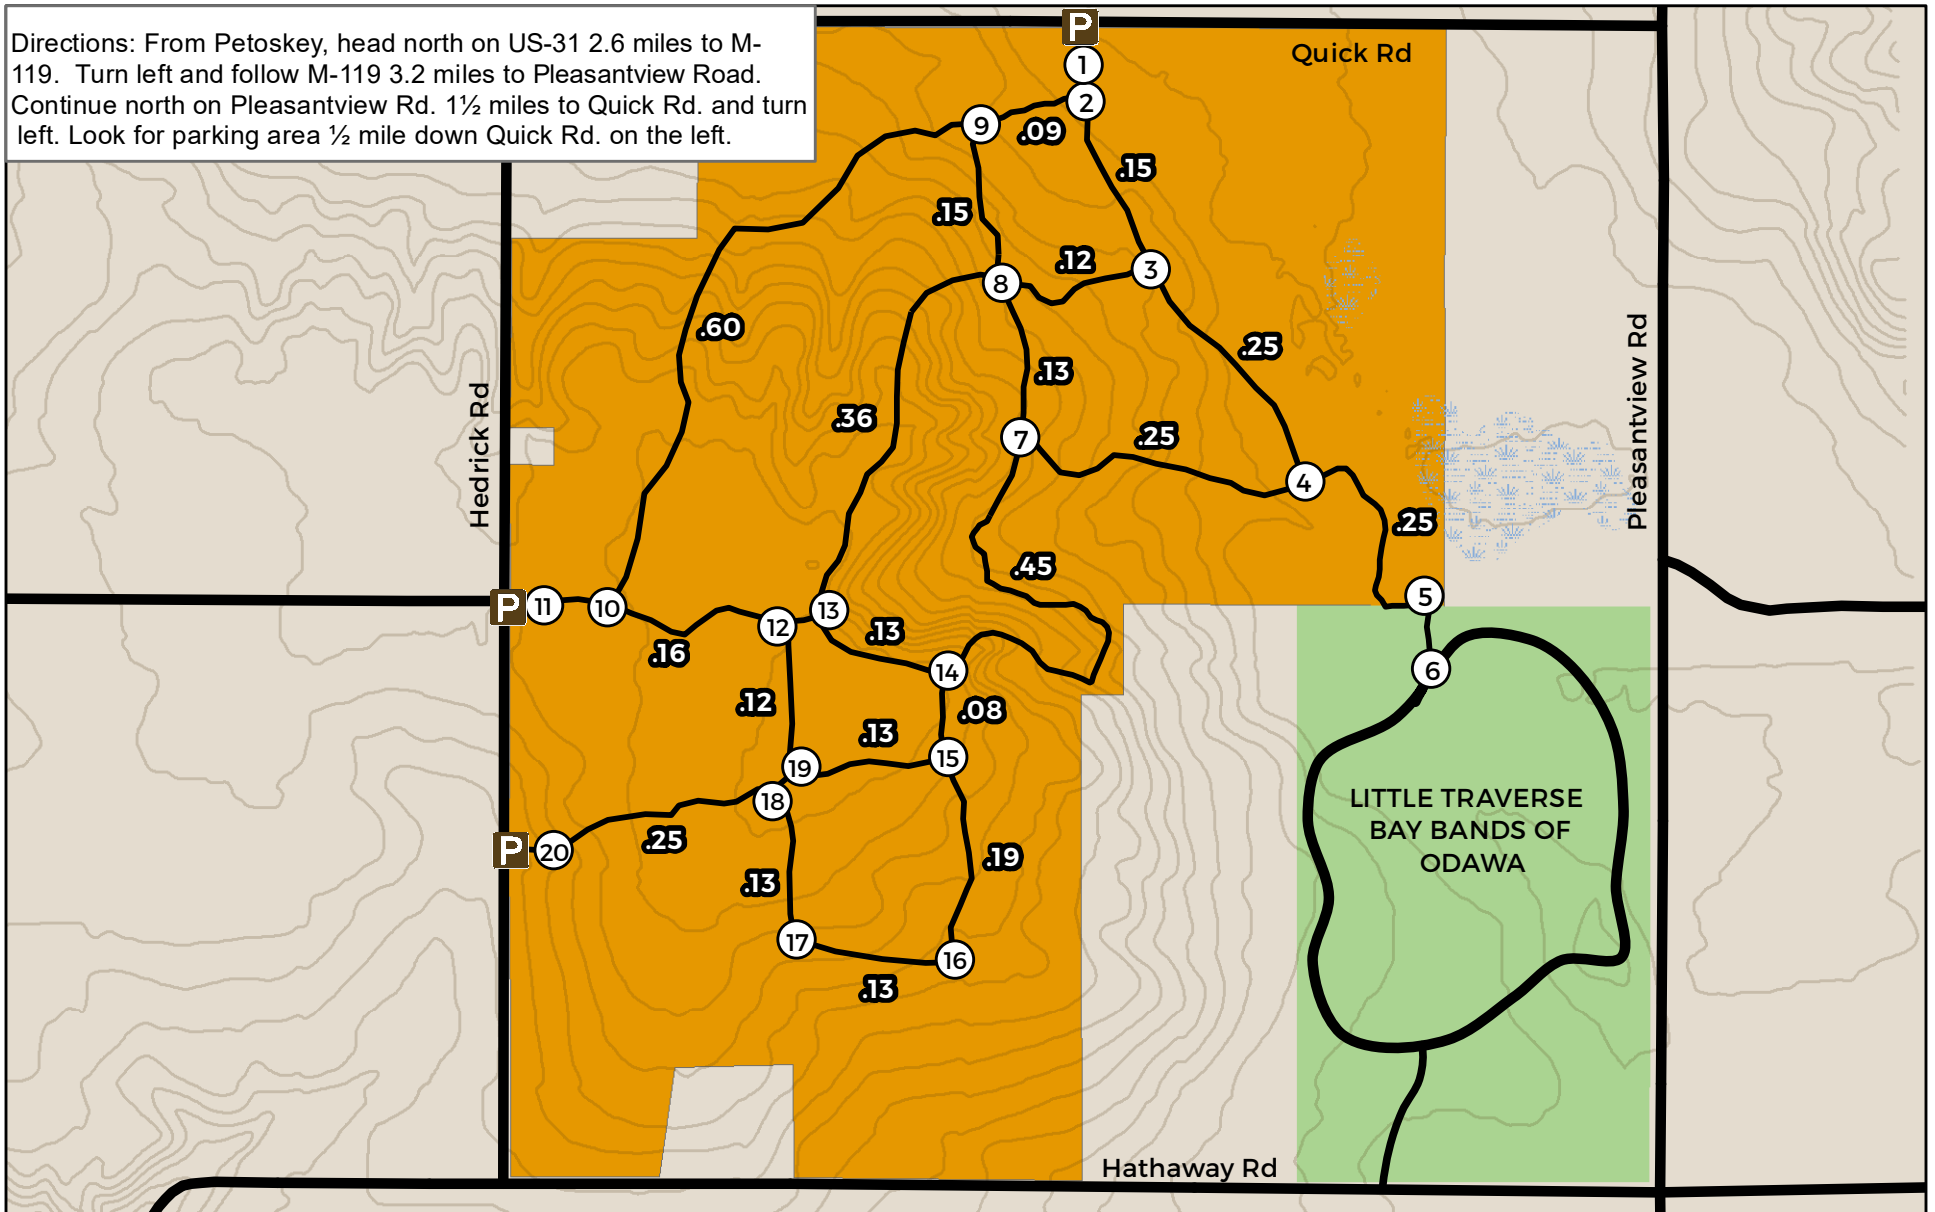 Directions: From Petoskey, head north on US-31 2.6 miles to M-
119. Turn left and follow M-119 3.2 miles to Pleasantview Road.
Continue north on Pleasantview Rd. 1½ miles to Quick Rd. and turn
left. Look for parking area ½ mile down Quick Rd. on the left.
P
Quick Rd
1
2
9
.09
.15
.15
.12
3
8
.60
.25
.13
.36
Hedrick Rd
Pleasantview Rd
7
.25
4
.25
.45
5
P
11
10
12
13
.13
.16
14
6
.12
.08
.13
15
19
18
LITTLE TRAVERSE
BAY BANDS OF
ODAWA
P
20
.25
.19
.13
17
16
.13
Hathaway Rd